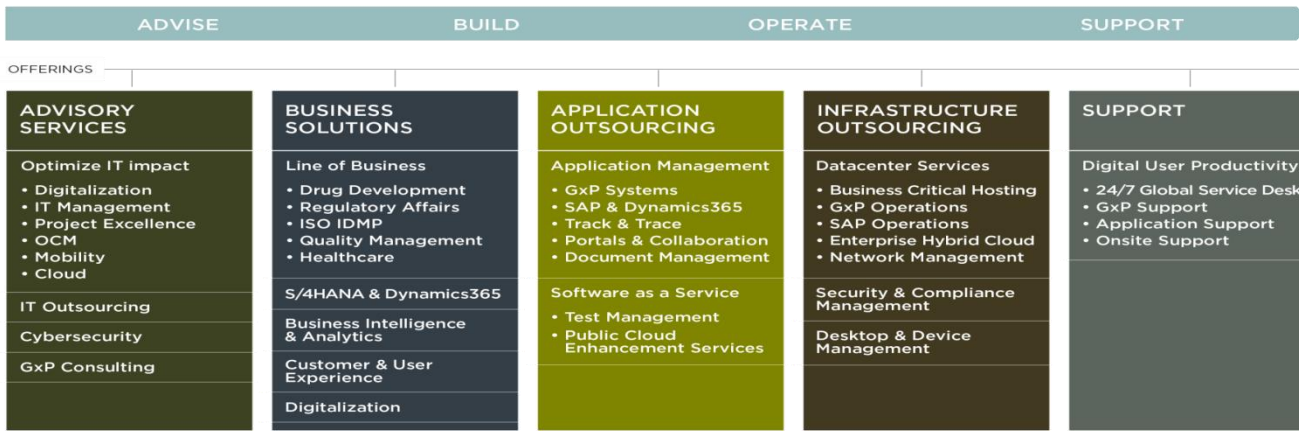 ADVISE
BUILD
OPERATE
SUPPORT
OFFERINGS
ADVISORY
SERVICES
Optimize IT impact
• Digitalization
• IT Management
• Project Excellence
• OCM
• Mobility
• Cloud
IT Outsourcing
Cybersecurity
GxP Consulting
BUSINESS
SOLUTIONS
Line of Business
• Drug Development
• Regulatory Affairs
• ISO IDMP
• Quality Management
• Healthcare
S/4HANA & Dynamics365
Business Intelligence
& Analytics
Customer & User
Experience
Digitalization
APPLICATION
OUTSOURCING
Application Management
• GxP Systems
• SAP & Dynamics365
• Track & Trace
• Portals & Collaboration
• Document Management
Software as a Service
• Test Management
• Public Cloud
Enhancement Services
INFRASTRUCTURE
OUTSOURCING
Datacenter Services
• Business Critical Hosting
• GxP Operations
• SAP Operations
• Enterprise Hybrid Cloud
• Network Management
Security & Compliance
Management
Desktop & Device
Management
SUPPORT
Digital User Productivity
• 24/7 Global Service Desk
• GxP Support
• Application Support
• Onsite Support